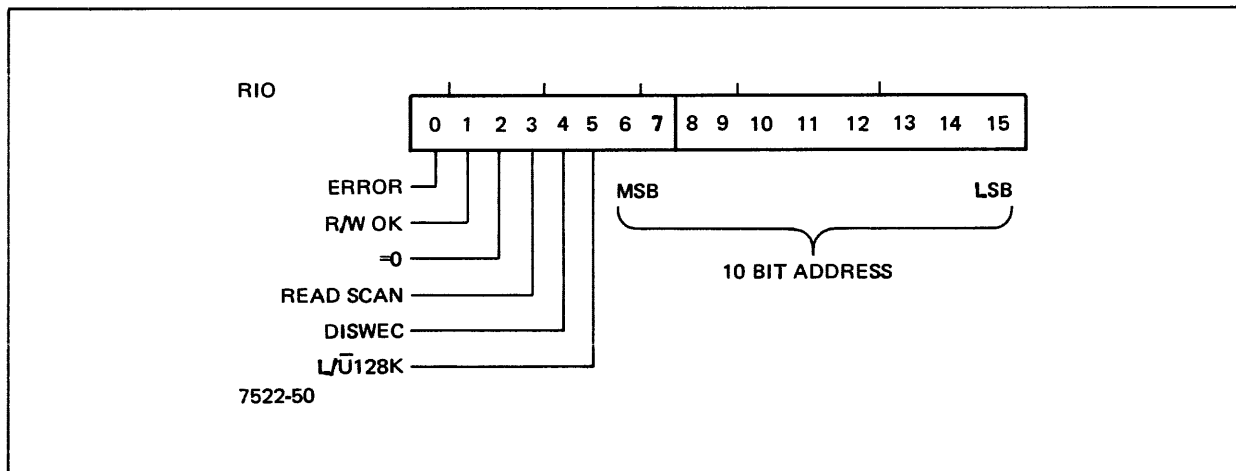 RIO
0 1 2 3 4 5 6 7 8 9 10 11 12 13 14 15
ERROR
MSB LSB
R/W OK
=0
10 BIT ADDRESS
READ SCAN
DISWEC
L/U̅128K
7522-50